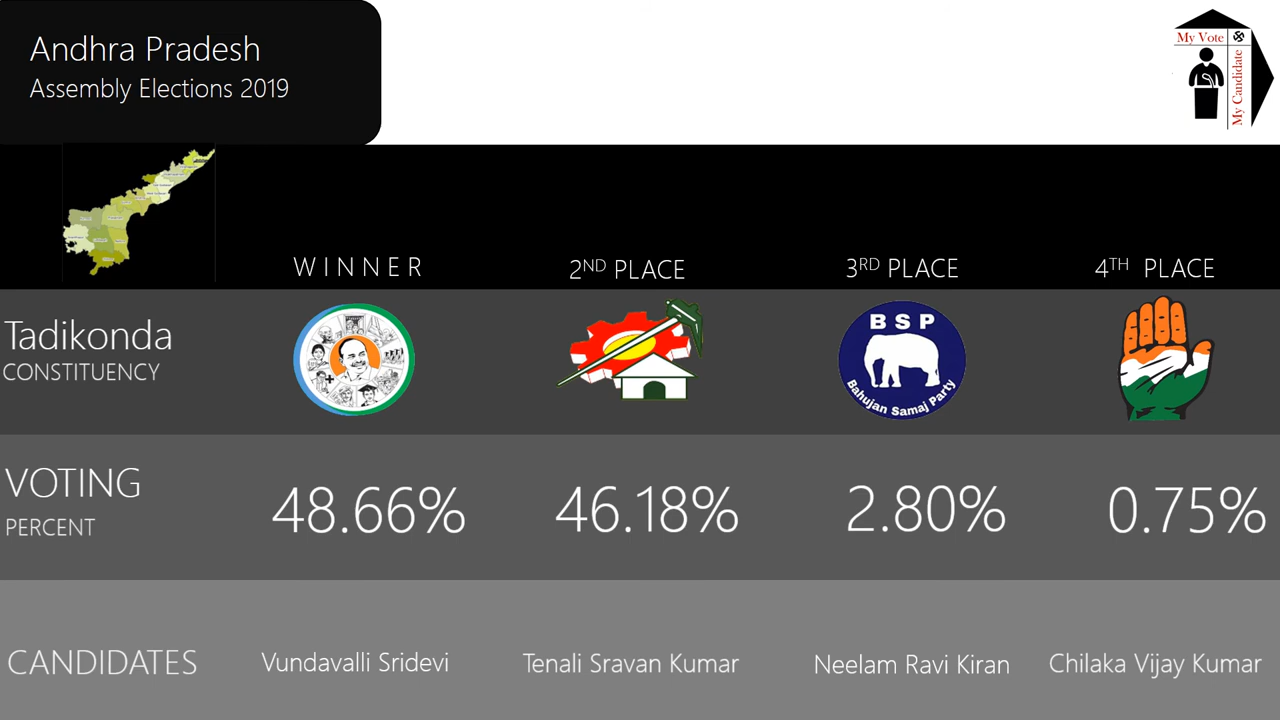 Andhra Pradesh
Assembly Elections 2019
My Vote
My Candidate
WINNER
2ND PLACE
3RD PLACE
4TH PLACE
Tadikonda
CONSTITUENCY
BSP
Bahujan Samaj Party
VOTING
PERCENT
48.66%
46.18%
2.80%
0.75%
CANDIDATES
Vundavalli Sridevi
Tenali Sravan Kumar
Neelam Ravi Kiran
Chilaka Vijay Kumar